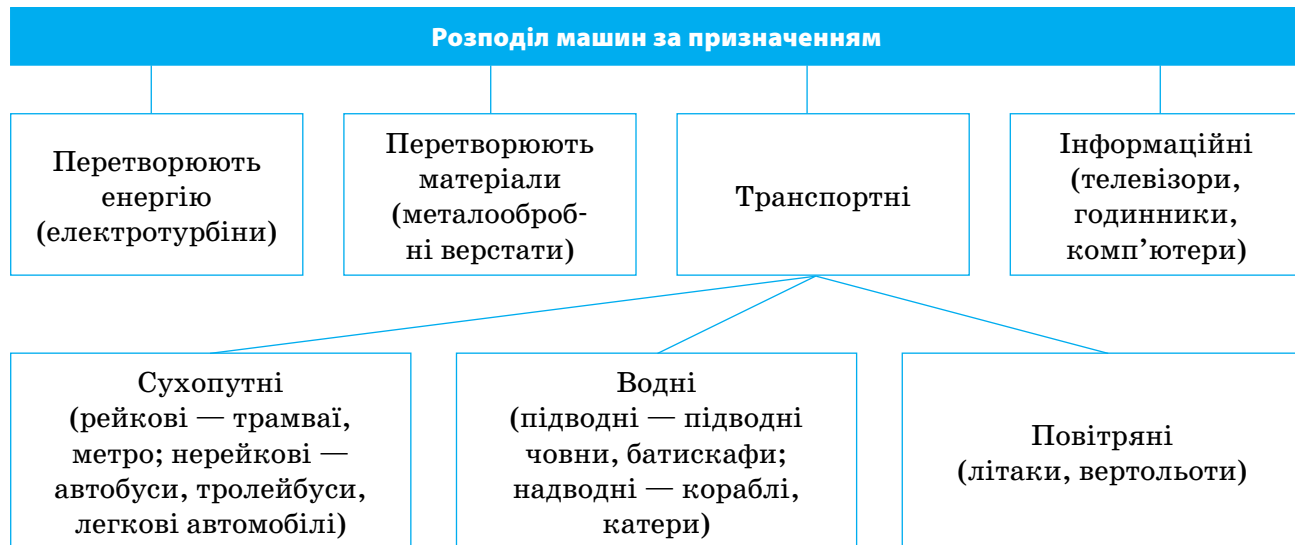 Розподіл машин за призначенням
Перетворюють
енергію
(електротурбіни)
Перетворюють
матеріали
(металооброб-
ні верстати)
Транспортні
Інформаційні
(телевізори,
годинники,
комп’ютери)
Сухопутні
(рейкові — трамваї,
метро; нерейкові —
автобуси, тролейбуси,
легкові автомобілі)
Водні
(підводні — підводні
човни, батискафи;
надводні — кораблі,
катери)
Повітряні
(літаки, вертольоти)